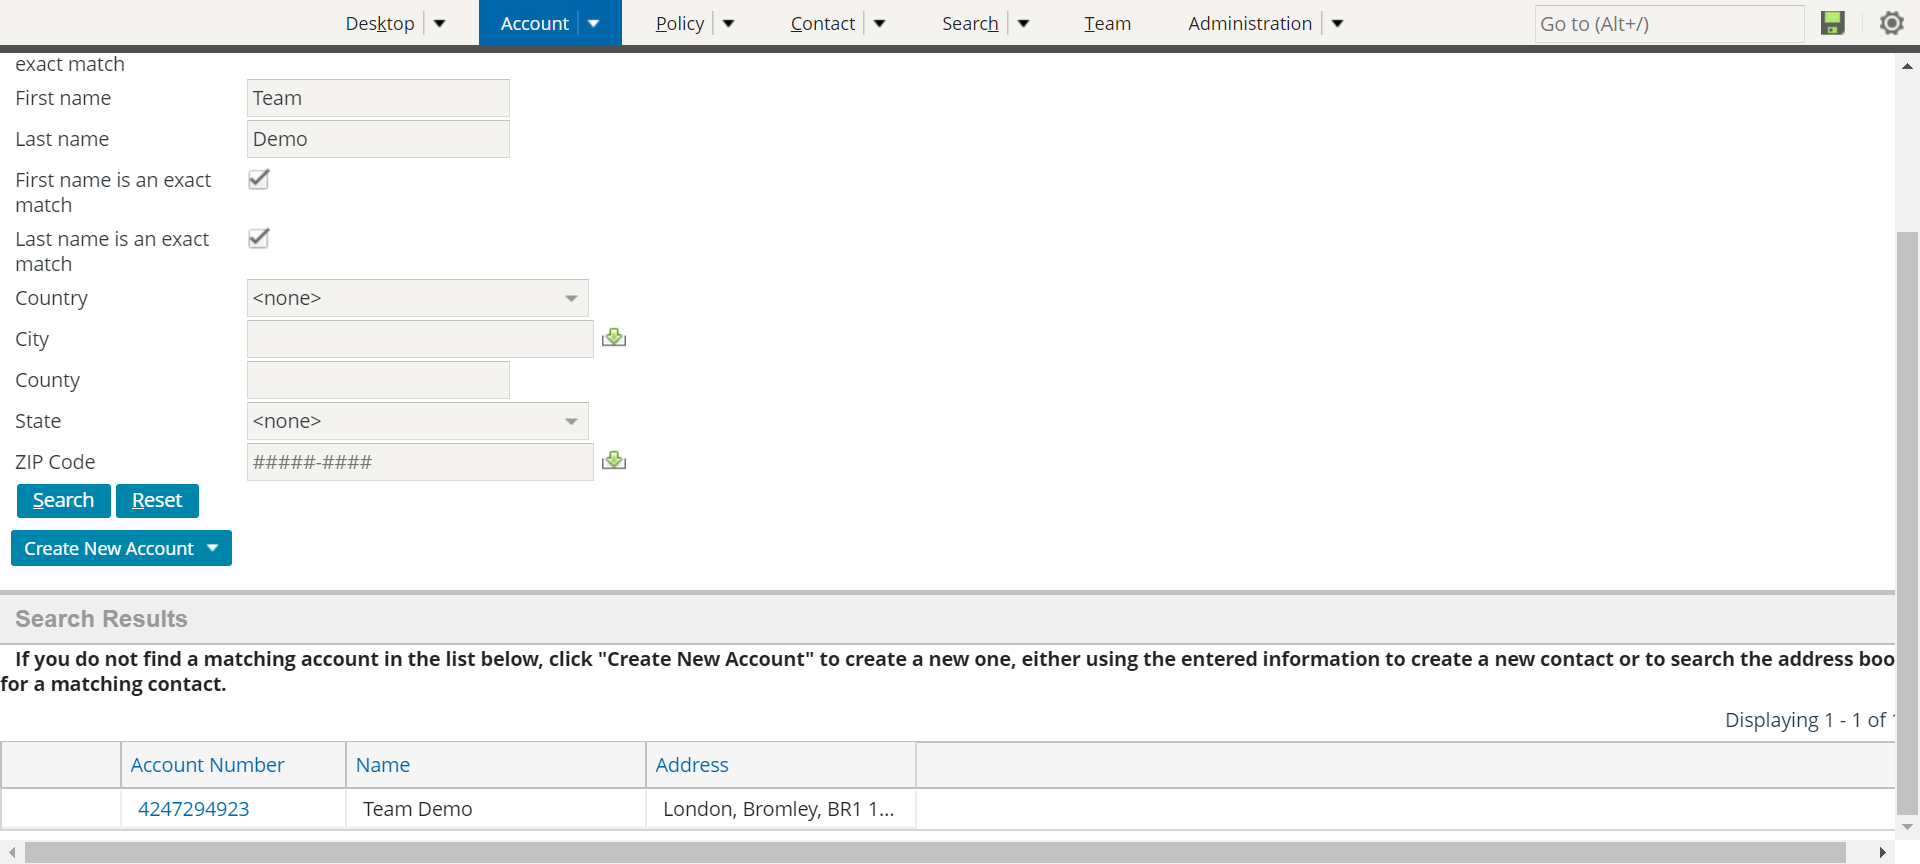 Desktop Account Policy Contact Search Team Administration Go to (Alt+/)
exact match
First name Team
Last name Demo
First name is an exact
match
Last name is an exact
match
Country <none>
City
County
State <none>
ZIP Code #####-####
Search Reset
Create New Account
Search Results
If you do not find a matching account in the list below, click "Create New Account" to create a new one, either using the entered information to create a new contact or to search the address boo
for a matching contact.
Displaying 1 - 1 of
Account Number Name Address
4247294923 Team Demo London, Bromley, BR1 1...